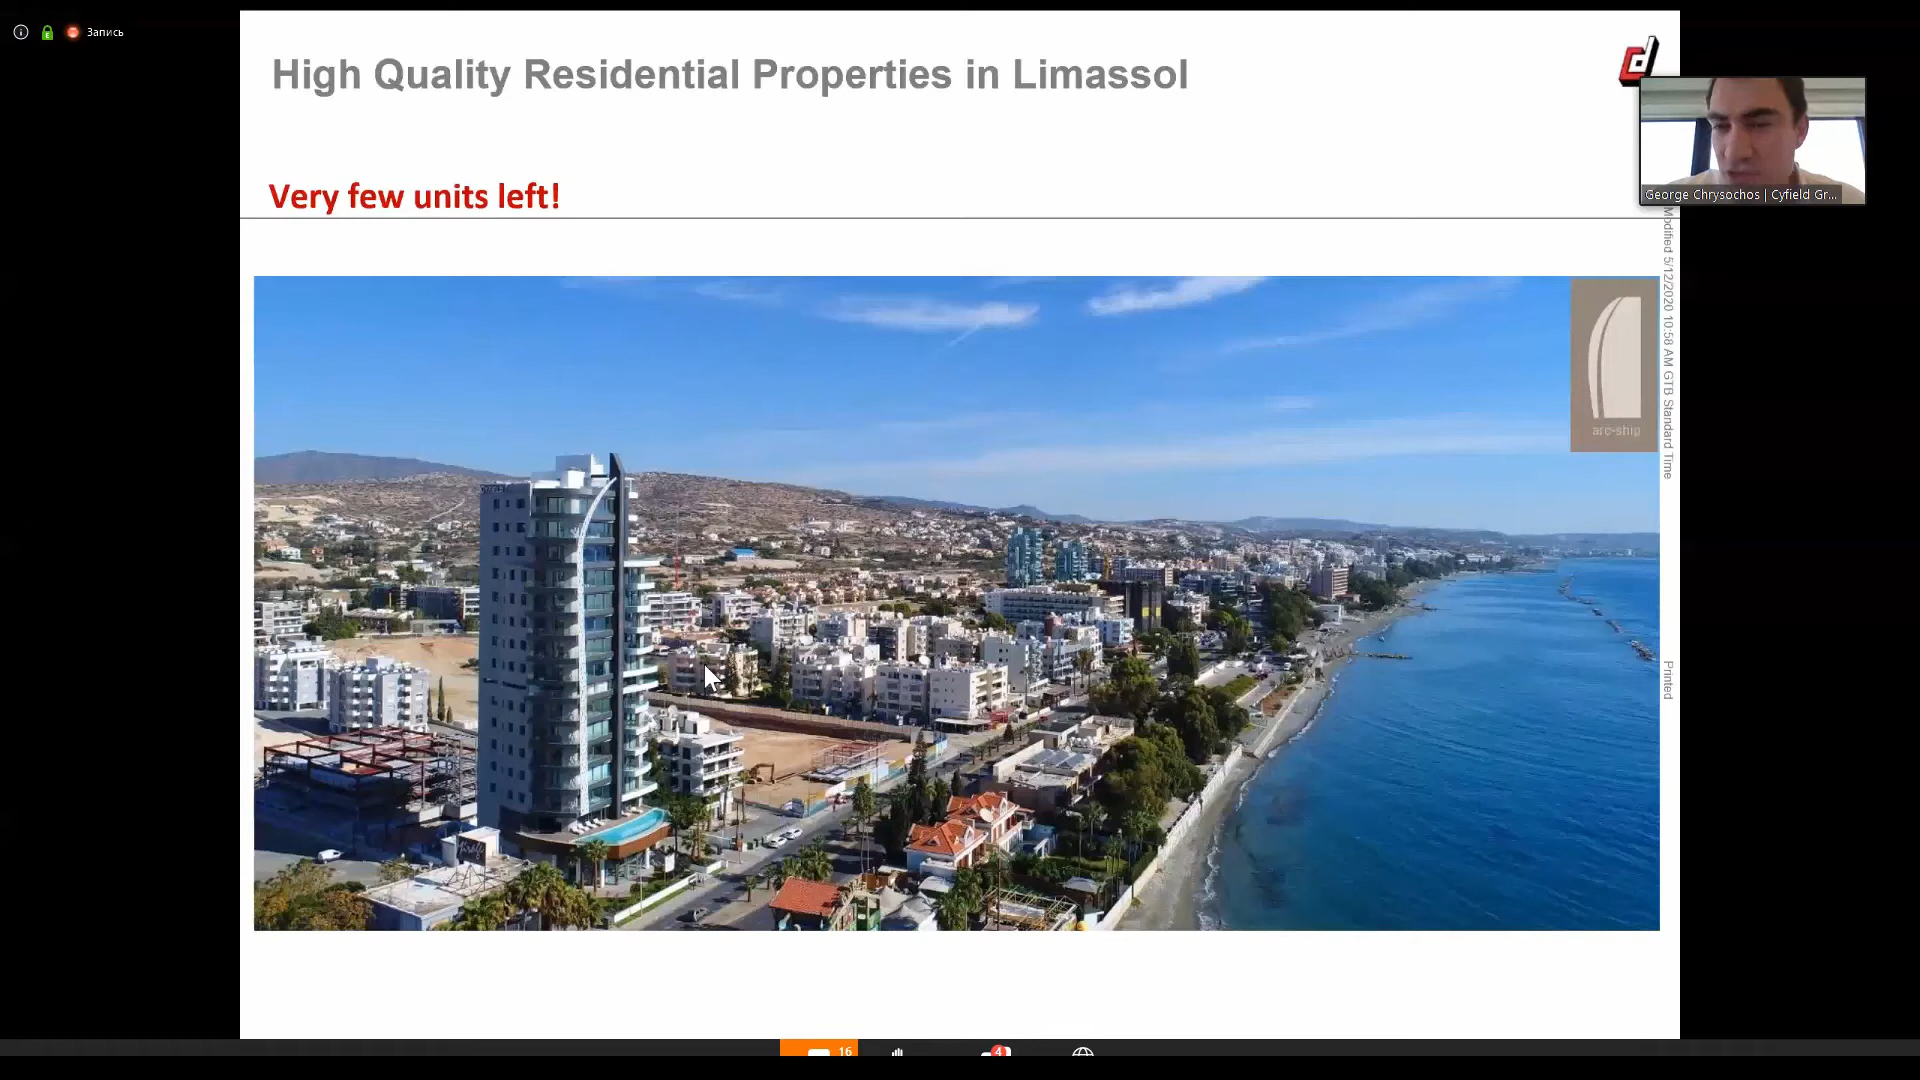 Запись
High Quality Residential Properties in Limassol
George Chrysochos | Cyfield Gr...
Very few units left!
Modified 5/12/2020 10:58 AM GTB Standard Time
arc-ship
Printed
16
4